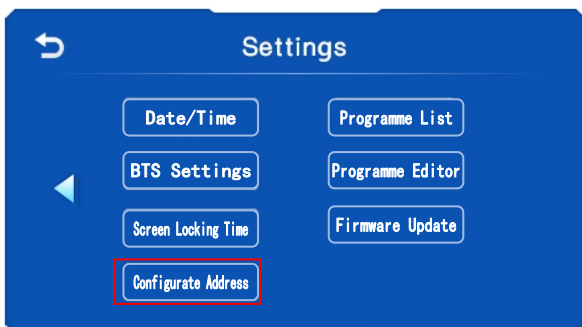 Settings
Date/Time
Programme List
BTS Settings
Programme Editor
Screen Locking Time
Firmware Update
Configurate Address